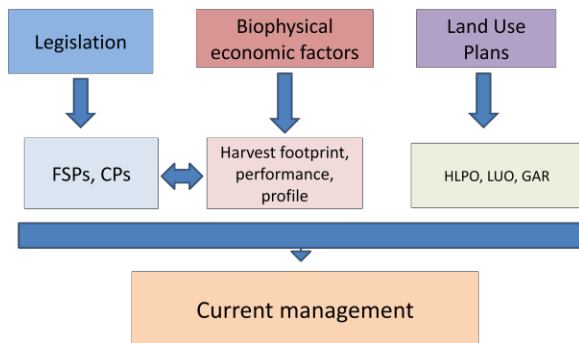 Legislation
Biophysical
economic factors
Land Use
Plans
FSPs, CPs
Harvest footprint,
performance,
profile
HLPO, LUO, GAR
Current management